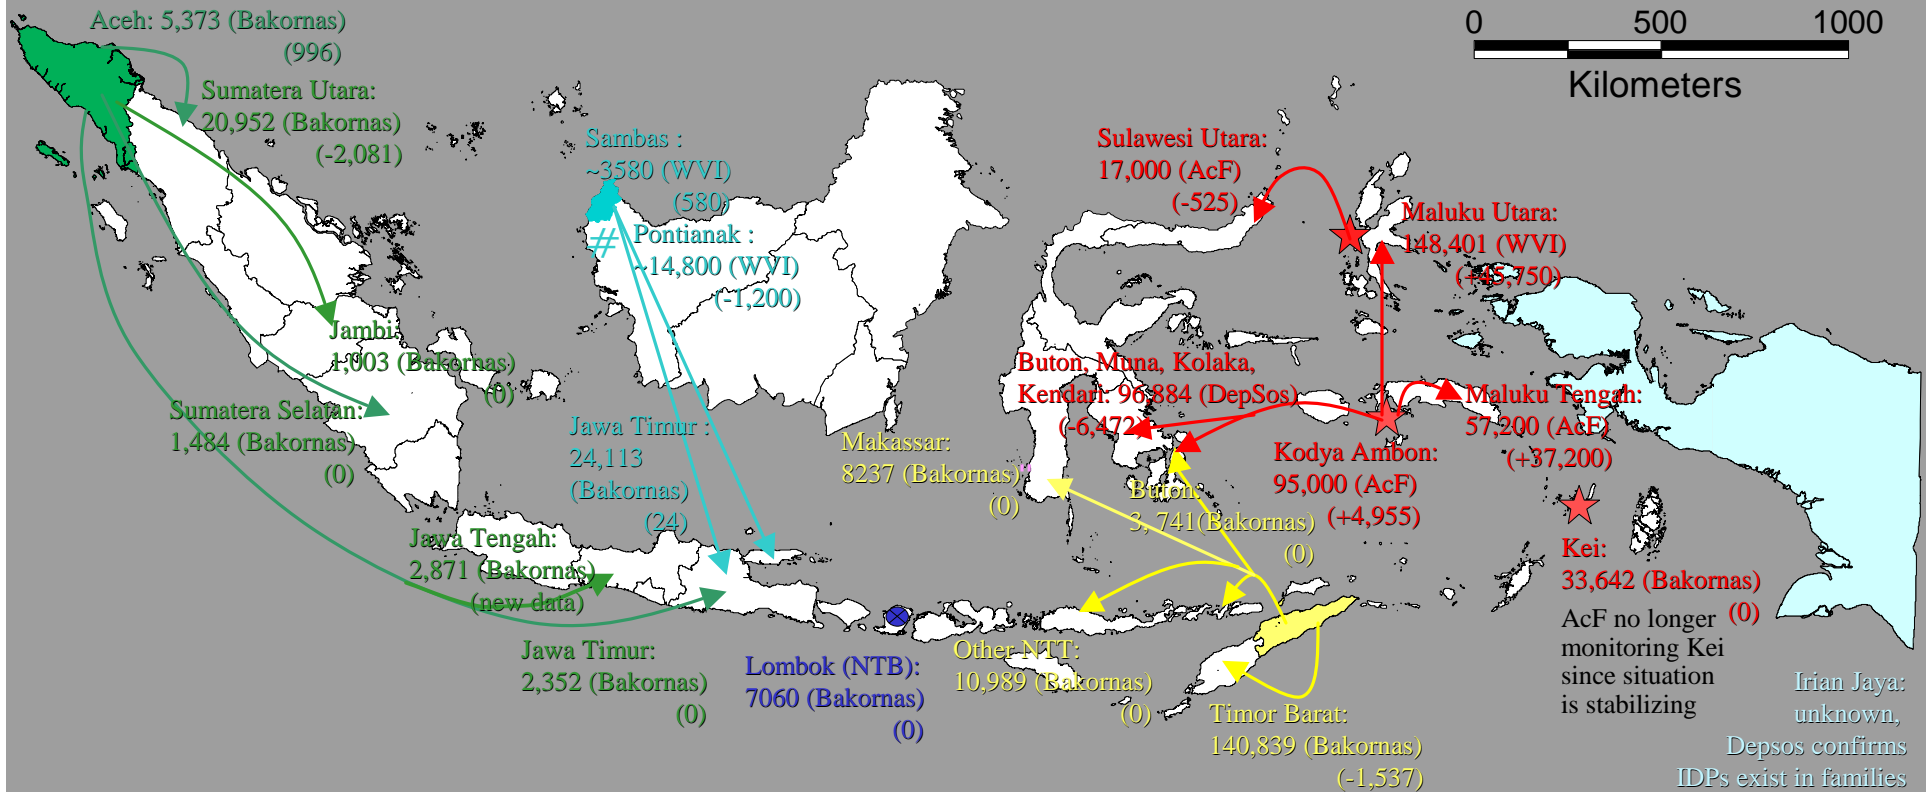 0 500 1000
Kilometers
Aceh: 5,373 (Bakornas)
(996)
Sumatera Utara:
20,952 (Bakornas)
(-2,081)
Jambi:
1,003 (Bakornas)
(0)
Sumatera Selatan:
1,484 (Bakornas)
(0)
Jawa Tengah:
2,871 (Bakornas)
(new data)
Jawa Timur:
2,352 (Bakornas)
(0)
Sambas :
~3580 (WVI)
(580)
#
Pontianak :
~14,800 (WVI)
(-1,200)
Jawa Timur :
24,113
(Bakornas)
(24)
Lombok (NTB):
7060 (Bakornas)
(0)
Makassar:
8237 (Bakornas)
(0)
Buton:
3, 741(Bakornas)
(0)
Other NTT:
10,989 (Bakornas)
(0)
Timor Barat:
140,839 (Bakornas)
(-1,537)
Sulawesi Utara:
17,000 (AcF)
(-525)
Maluku Utara:
148,401 (WVI)
(+45,750)
Buton, Muna, Kolaka,
Kendari: 96,884 (DepSos)
(-6,472)
Maluku Tengah:
57,200 (AcF)
(+37,200)
Kodya Ambon:
95,000 (AcF)
(+4,955)
Kei:
33,642 (Bakornas)
(0)
AcF no longer
monitoring Kei
since situation
is stabilizing
Irian Jaya:
unknown,
Depsos confirms
IDPs exist in families